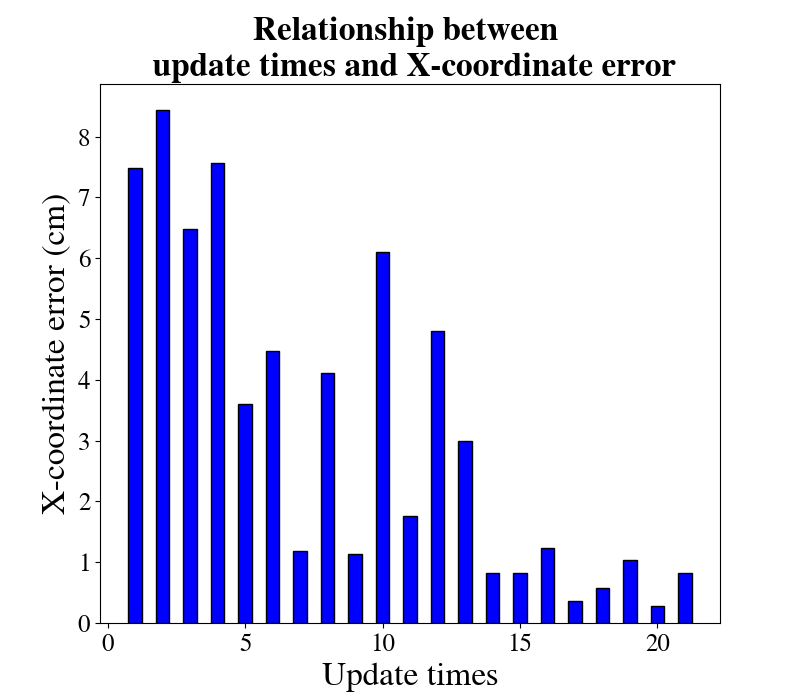 Relationship between
update times and X-coordinate error
X-coordinate error (cm)
8
7
6
5
4
3
2
1
0
0 5 10 15 20
Update times